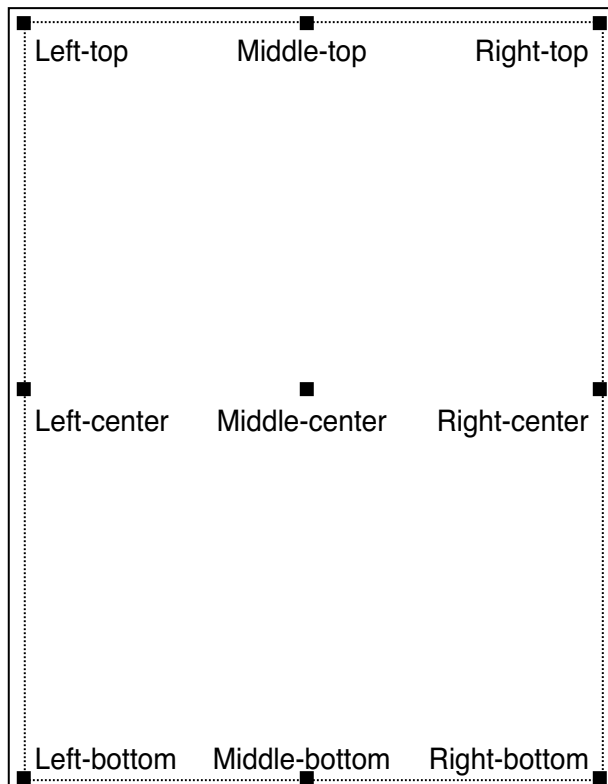 Left-top Middle-top Right-top
Left-center Middle-center Right-center
Left-bottom Middle-bottom Right-bottom